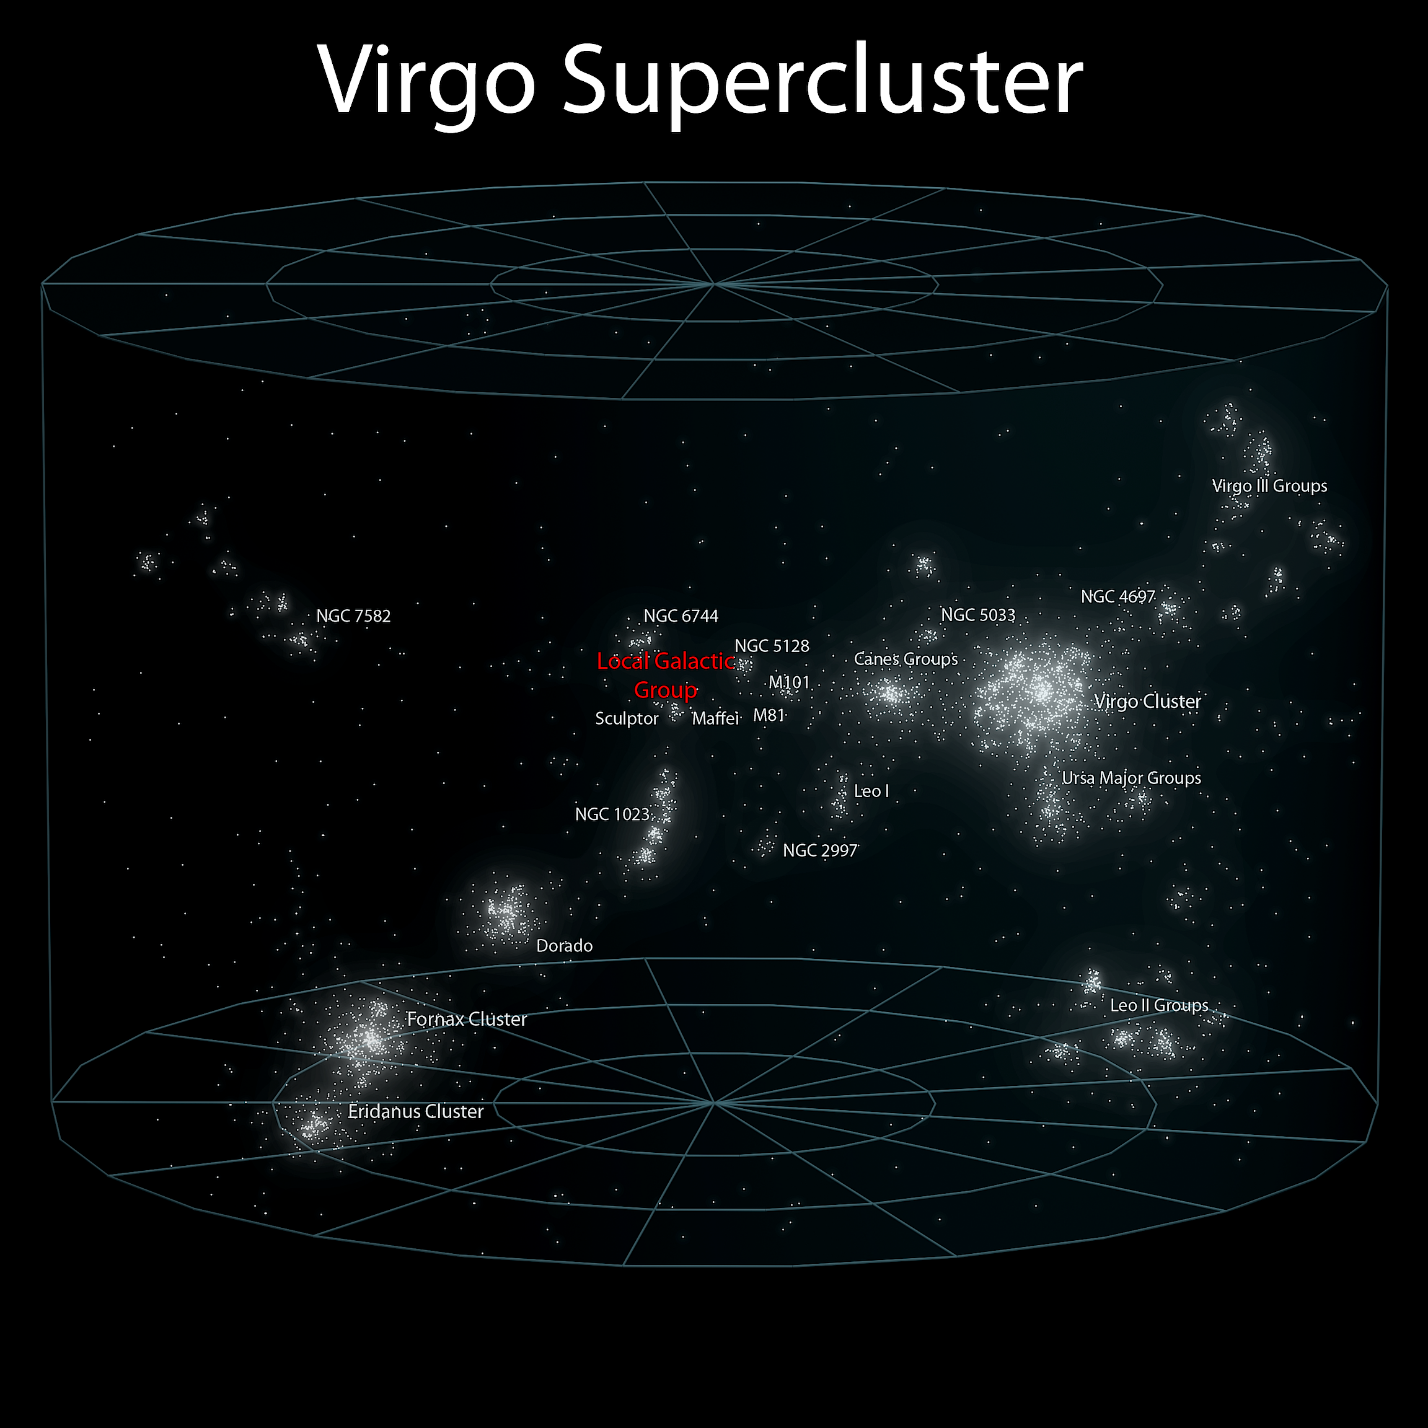 Virgo Supercluster
Virgo III Groups
NGC 4697
NGC 7582
NGC 6744
NGC 5033
NGC 5128
Canes Groups
Local Galactic
Group
M101
Virgo Cluster
Sculptor
Maffei
M81
Ursa Major Groups
Leo I
NGC 1023
NGC 2997
Dorado
Leo II Groups
Fornax Cluster
Eridanus Cluster